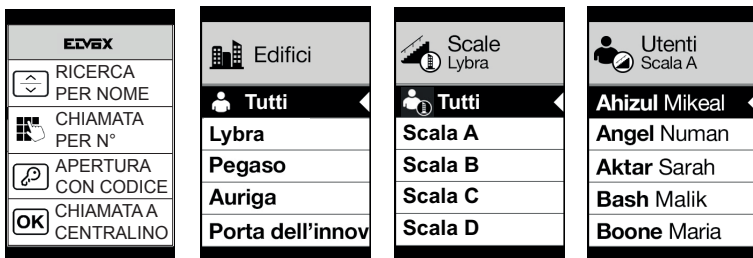 ELVOX
RICERCA
PER NOME
CHIAMATA
PER N°
APERTURA
CON CODICE
OK
CHIAMATA A
CENTRALINO
Edifici
Tutti
Lybra
Pegaso
Auriga
Porta dell'innov
Scale
Lybra
Tutti
Scala A
Scala B
Scala C
Scala D
Utenti
Scala A
Ahizul Mikeal
Angel Numan
Aktar Sarah
Bash Malik
Boone Maria